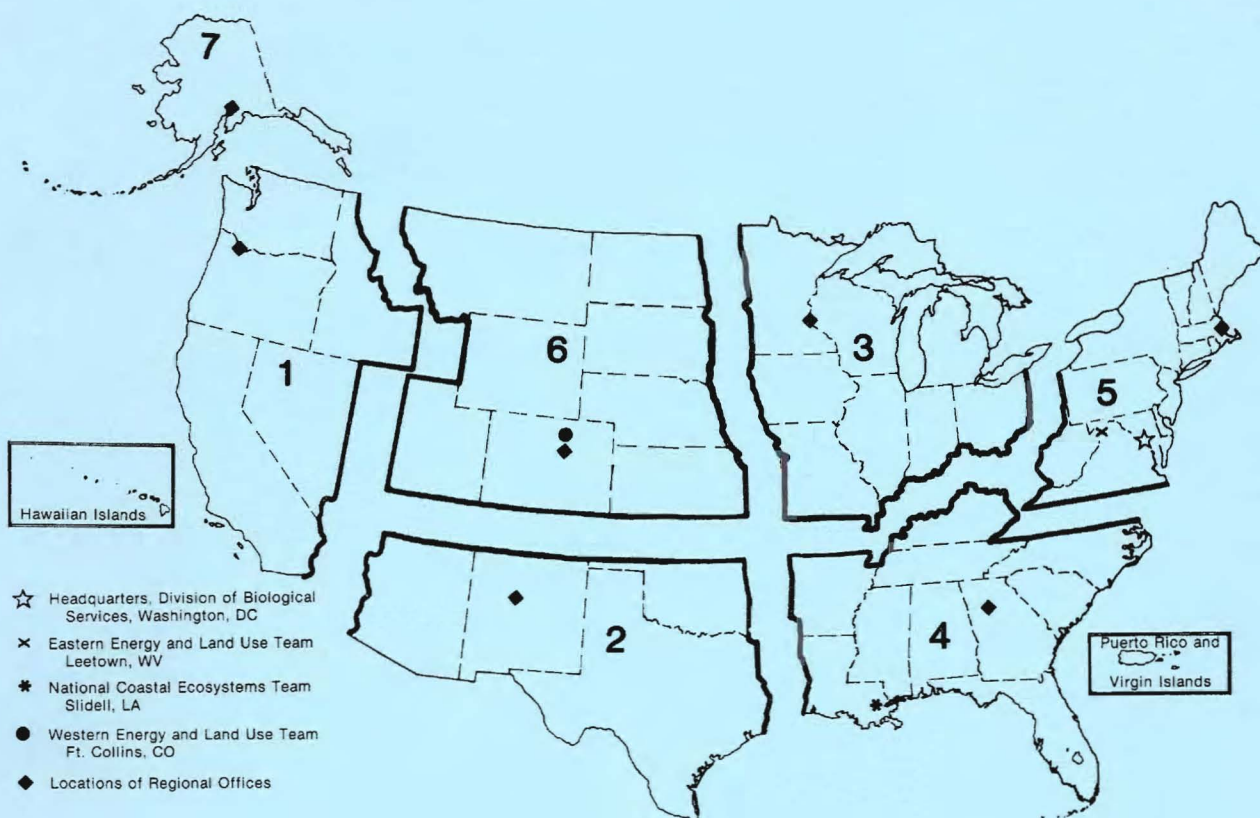 7
1
6
3
5
Hawaiian Islands
2
4
Puerto Rico and
Virgin Islands
Headquarters, Division of Biological
Services, Washington, DC
Eastern Energy and Land Use Team
Leetown, WV
National Coastal Ecosystems Team
Slidell, LA
Western Energy and Land Use Team
Ft. Collins, CO
Locations of Regional Offices